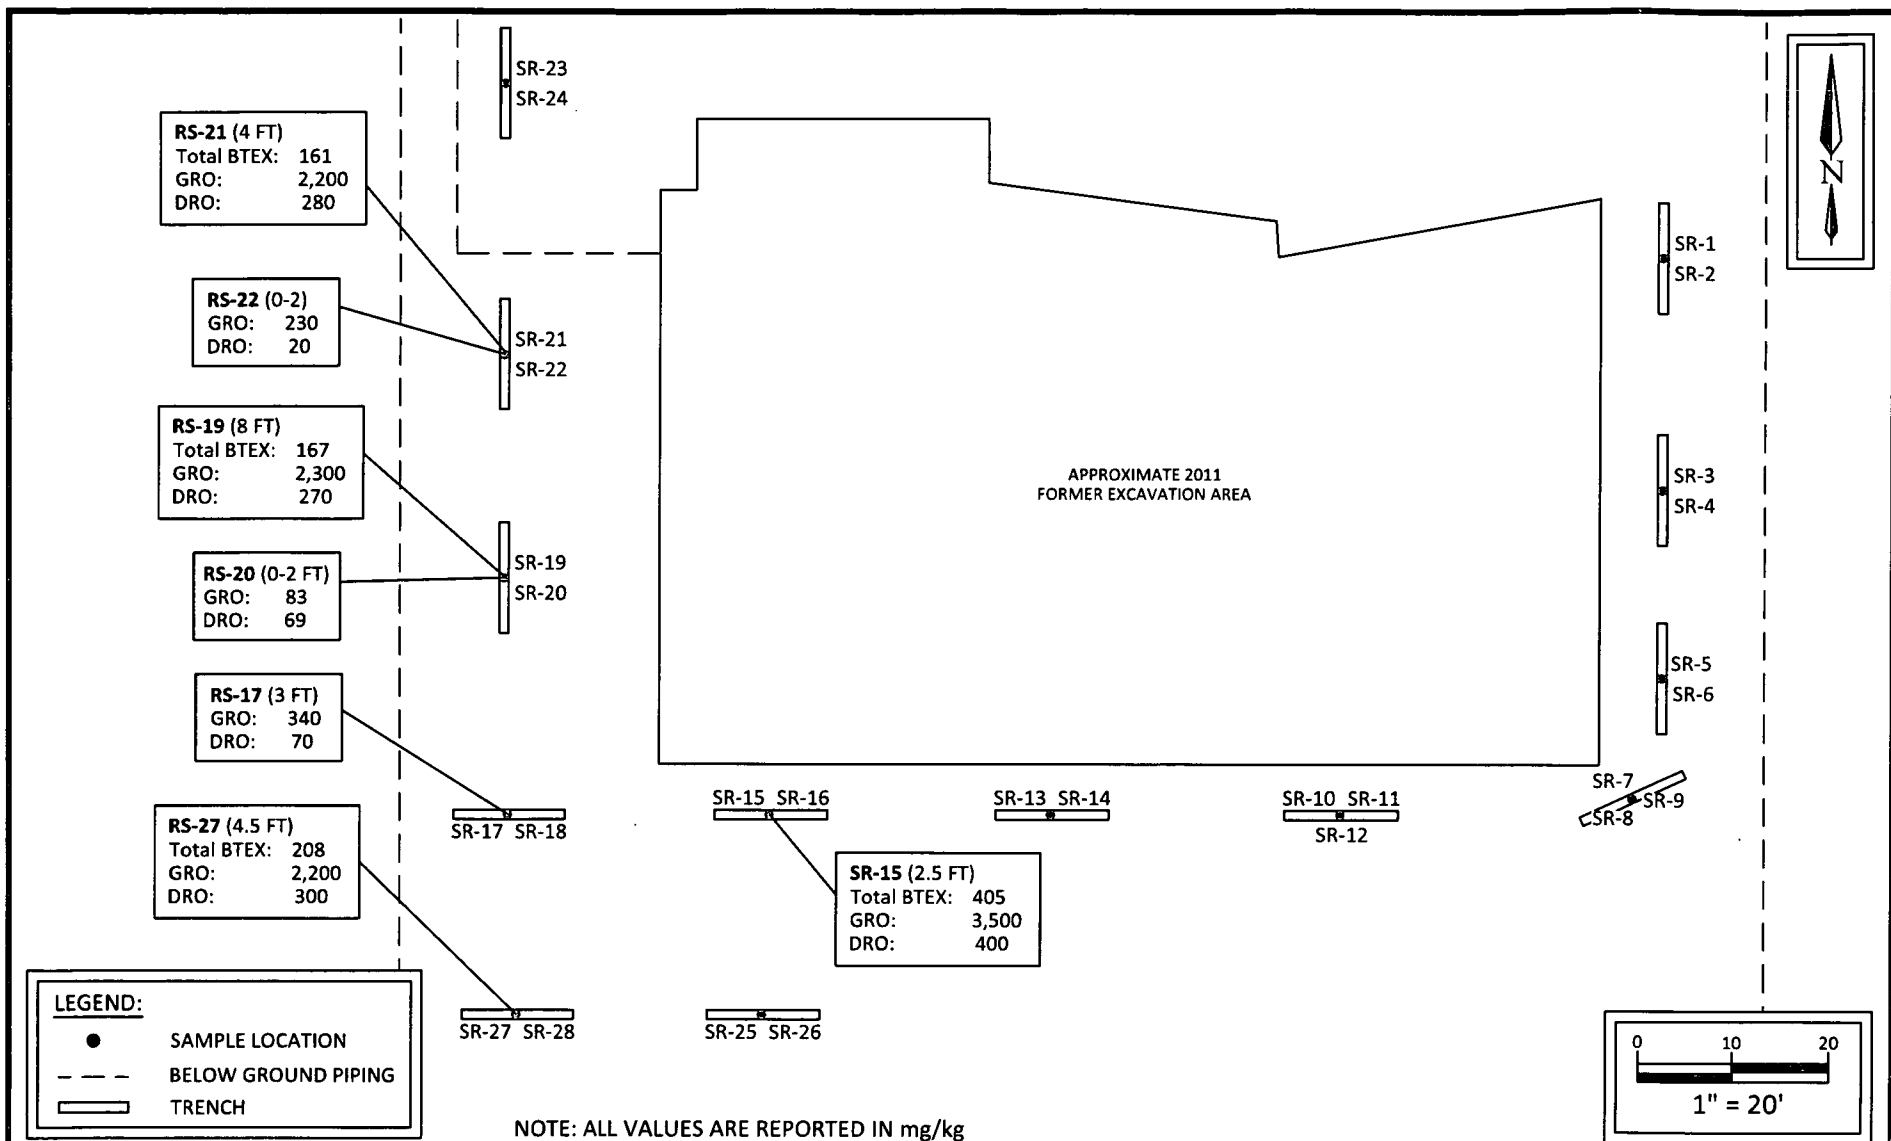 SR-23
SR-24
RS-21 (4 FT)
Total BTEX: 161
GRO: 2,200
DRO: 280
N
SR-1
SR-2
RS-22 (0-2)
GRO: 230
DRO: 20
SR-21
SR-22
RS-19 (8 FT)
Total BTEX: 167
GRO: 2,300
DRO: 270
APPROXIMATE 2011
FORMER EXCAVATION AREA
SR-3
SR-4
RS-20 (0-2 FT)
GRO: 83
DRO: 69
SR-19
SR-20
SR-5
SR-6
RS-17 (3 FT)
GRO: 340
DRO: 70
SR-17 SR-18
SR-15 SR-16
SR-13 SR-14
SR-10 SR-11
SR-12
SR-7
SR-9
SR-8
RS-27 (4.5 FT)
Total BTEX: 208
GRO: 2,200
DRO: 300
SR-15 (2.5 FT)
Total BTEX: 405
GRO: 3,500
DRO: 400
SR-27 SR-28
SR-25 SR-26
LEGEND:
SAMPLE LOCATION
BELOW GROUND PIPING
TRENCH
0 10 20
1" = 20'
NOTE: ALL VALUES ARE REPORTED IN mg/kg